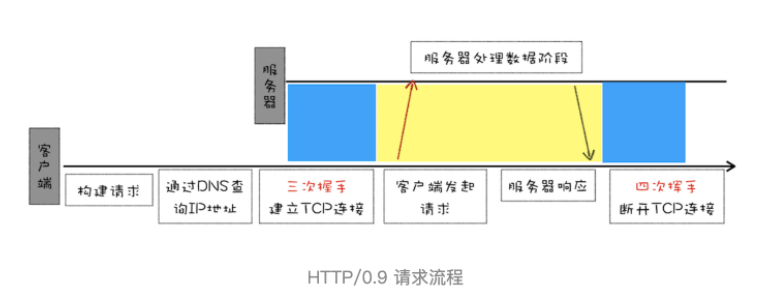 服务器处理数据阶段
服务器
客户端
构建请求
通过DNS查
询IP地址
三次握手
建立TCP连接
客户端发起
请求
服务器响应
四次挥手
断开TCP连接
HTTP/0.9 请求流程